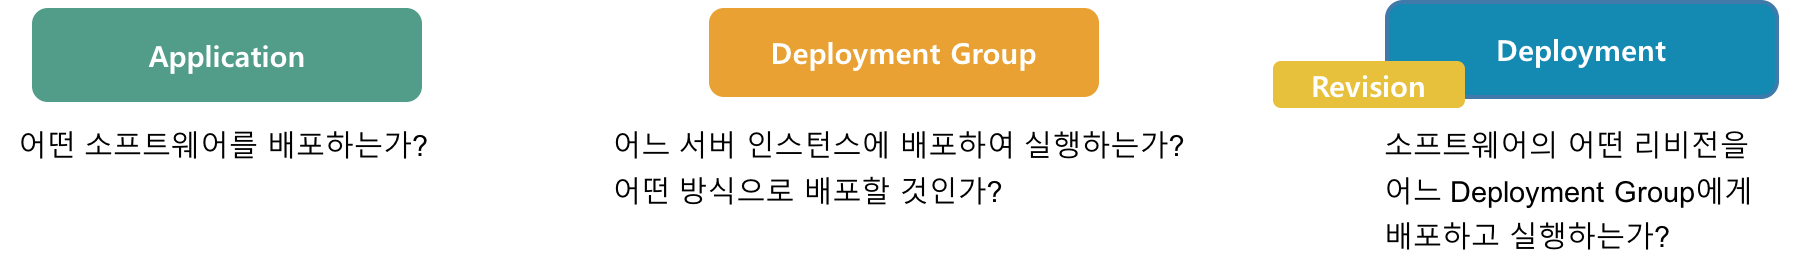 Application
어떤 소프트웨어를 배포하는가?
Deployment Group
어느 서버 인스턴스에 배포하여 실행하는가?
어떤 방식으로 배포할 것인가?
Deployment
Revision
소프트웨어의 어떤 리비전을
어느 Deployment Group에게
배포하고 실행하는가?